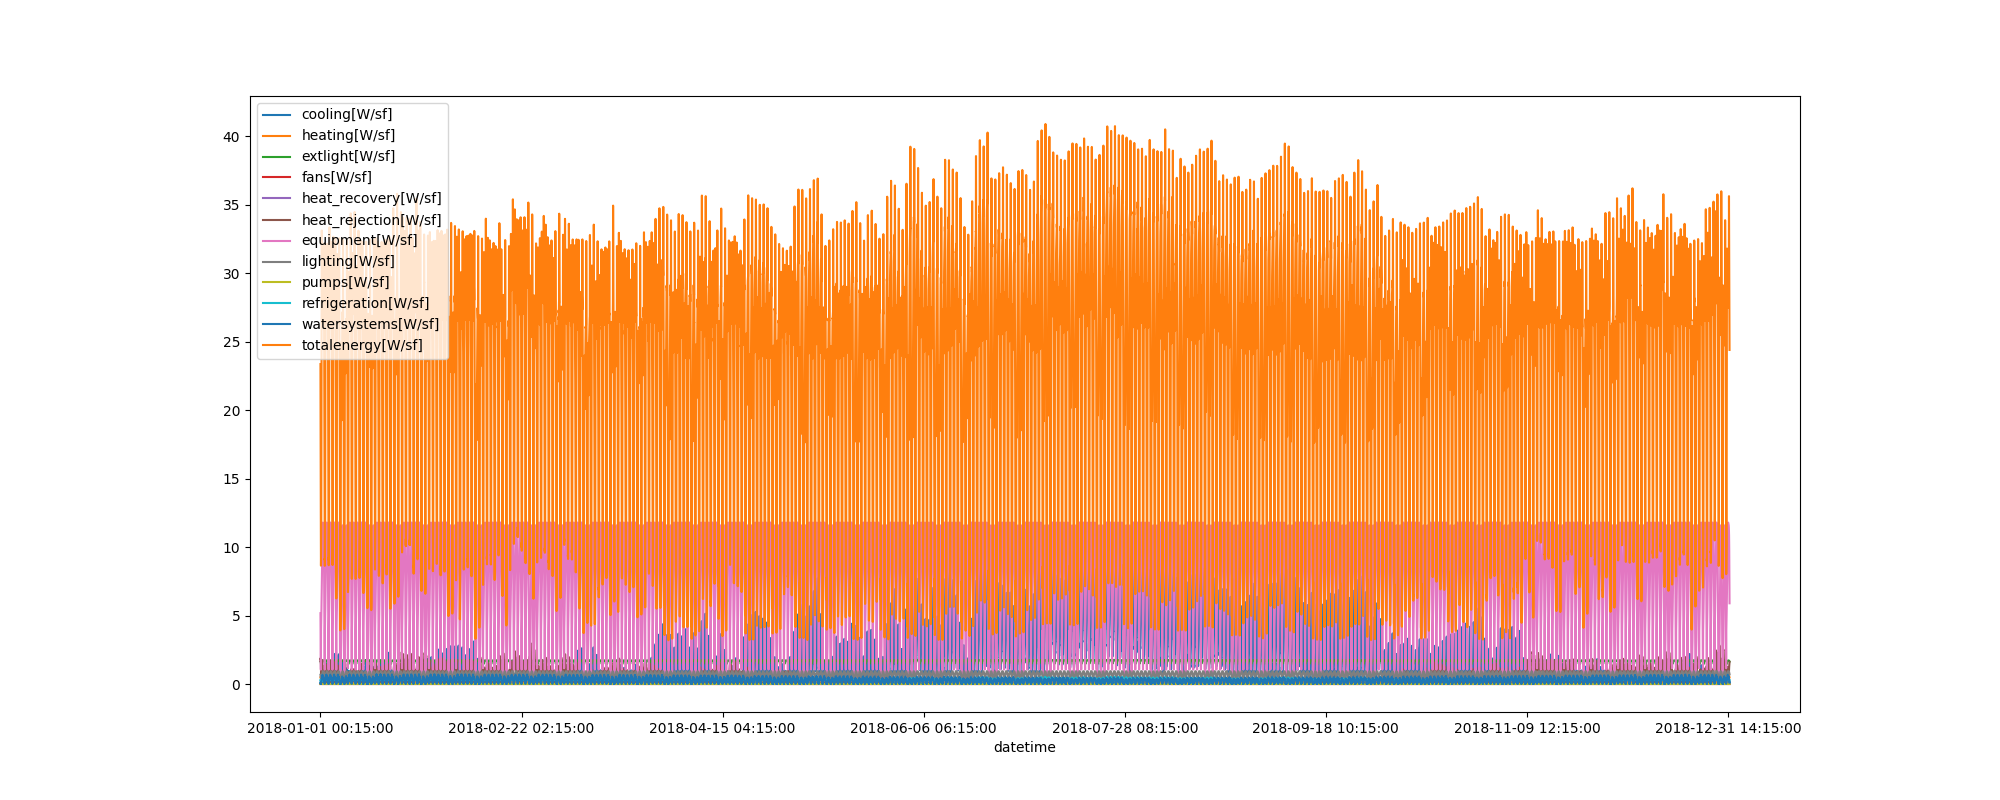 cooling[W/sf]
heating[W/sf]
extlight[W/sf]
fans[W/sf]
heat_recovery[W/sf]
heat_rejection[W/sf]
equipment[W/sf]
lighting[W/sf]
pumps[W/sf]
refrigeration[W/sf]
watersystems[W/sf]
totalenergy[W/sf]
40
35
30
25
20
15
10
5
0
2018-01-01 00:15:00 2018-02-22 02:15:00 2018-04-15 04:15:00 2018-06-06 06:15:00 2018-07-28 08:15:00 2018-09-18 10:15:00 2018-11-09 12:15:00 2018-12-31 14:15:00
datetime